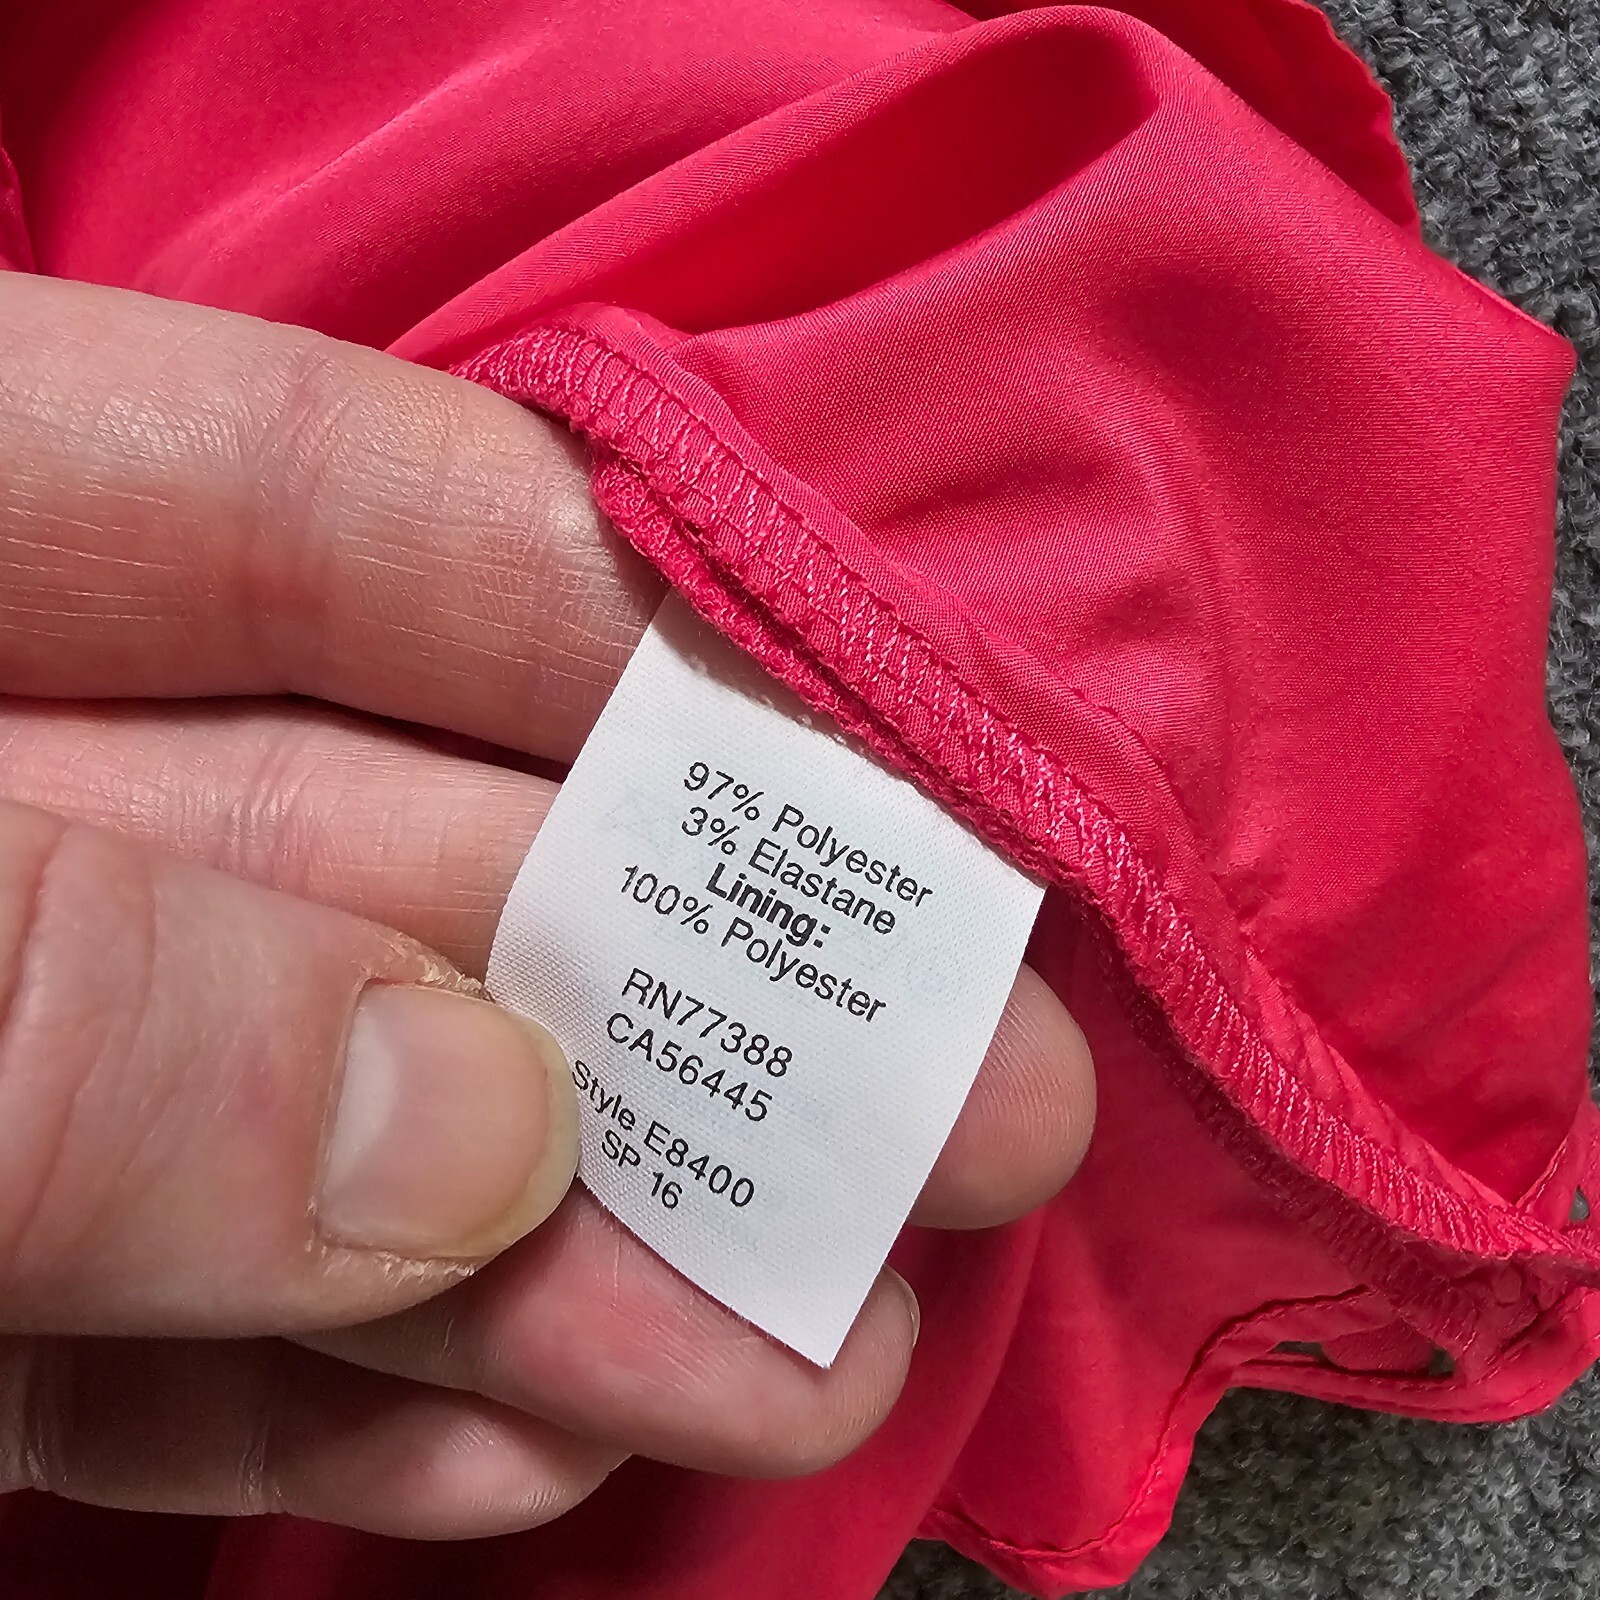 97% Polyester
3% Elastane
Lining:
100% Polyester
RN77388
CA56445
Style E8400
SP 16